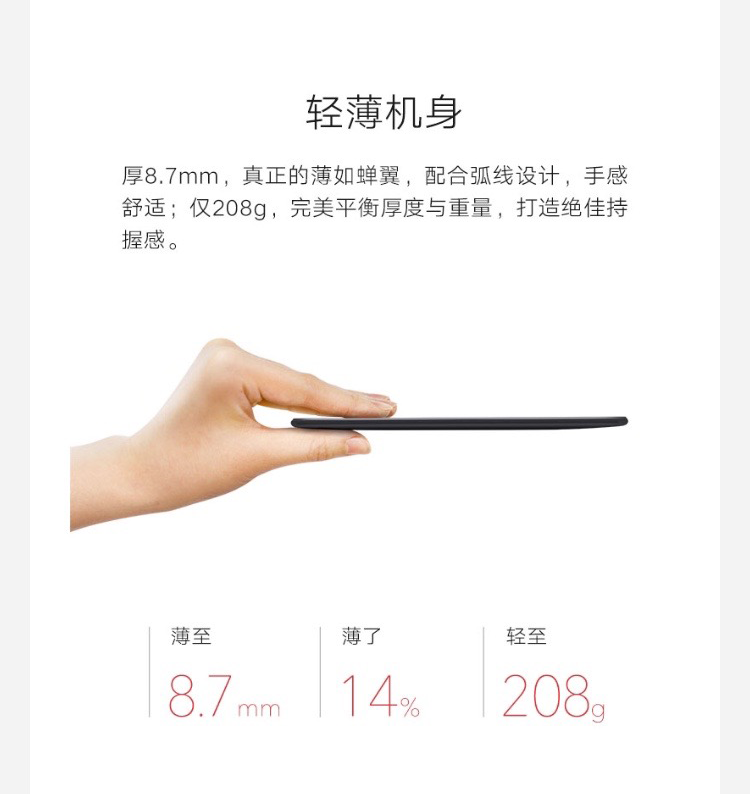 轻薄机身
厚8.7mm，真正的薄如蝉翼，配合弧线设计，手感
舒适；仅208g，完美平衡厚度与重量，打造绝佳持
握感。
薄至
8.7mm
薄了
14%
轻至
208g